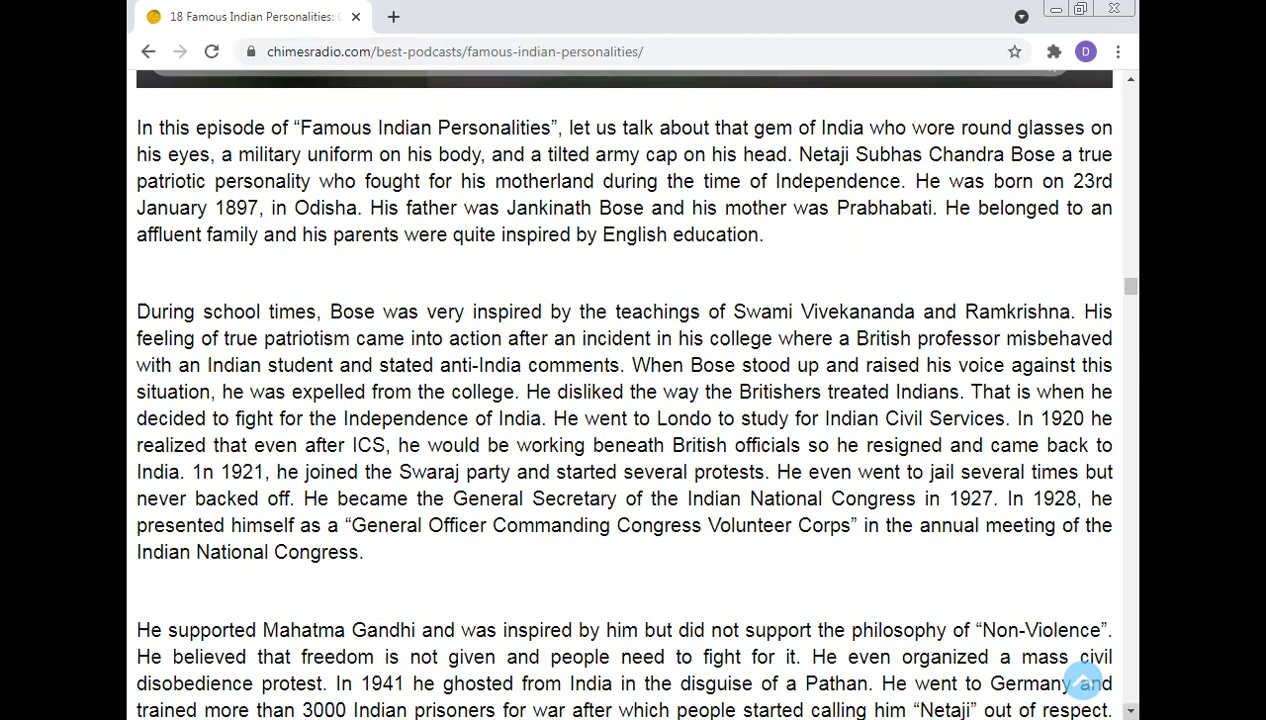 18 Famous Indian Personalities:
chimesradio.com/best-podcasts/famous-indian-personalities/
D
In this episode of “Famous Indian Personalities”, let us talk about that gem of India who wore round glasses on
his eyes, a military uniform on his body, and a tilted army cap on his head. Netaji Subhas Chandra Bose a true
patriotic personality who fought for his motherland during the time of Independence. He was born on 23rd
January 1897, in Odisha. His father was Jankinath Bose and his mother was Prabhabati. He belonged to an
affluent family and his parents were quite inspired by English education.
During school times, Bose was very inspired by the teachings of Swami Vivekananda and Ramkrishna. His
feeling of true patriotism came into action after an incident in his college where a British professor misbehaved
with an Indian student and stated anti-India comments. When Bose stood up and raised his voice against this
situation, he was expelled from the college. He disliked the way the Britishers treated Indians. That is when he
decided to fight for the Independence of India. He went to Londo to study for Indian Civil Services. In 1920 he
realized that even after ICS, he would be working beneath British officials so he resigned and came back to
India. 1n 1921, he joined the Swaraj party and started several protests. He even went to jail several times but
never backed off. He became the General Secretary of the Indian National Congress in 1927. In 1928, he
presented himself as a “General Officer Commanding Congress Volunteer Corps” in the annual meeting of the
Indian National Congress.
He supported Mahatma Gandhi and was inspired by him but did not support the philosophy of “Non-Violence”.
He believed that freedom is not given and people need to fight for it. He even organized a mass civil
disobedience protest. In 1941 he ghosted from India in the disguise of a Pathan. He went to Germany and
trained more than 3000 Indian prisoners for war after which people started calling him “Netaji” out of respect.